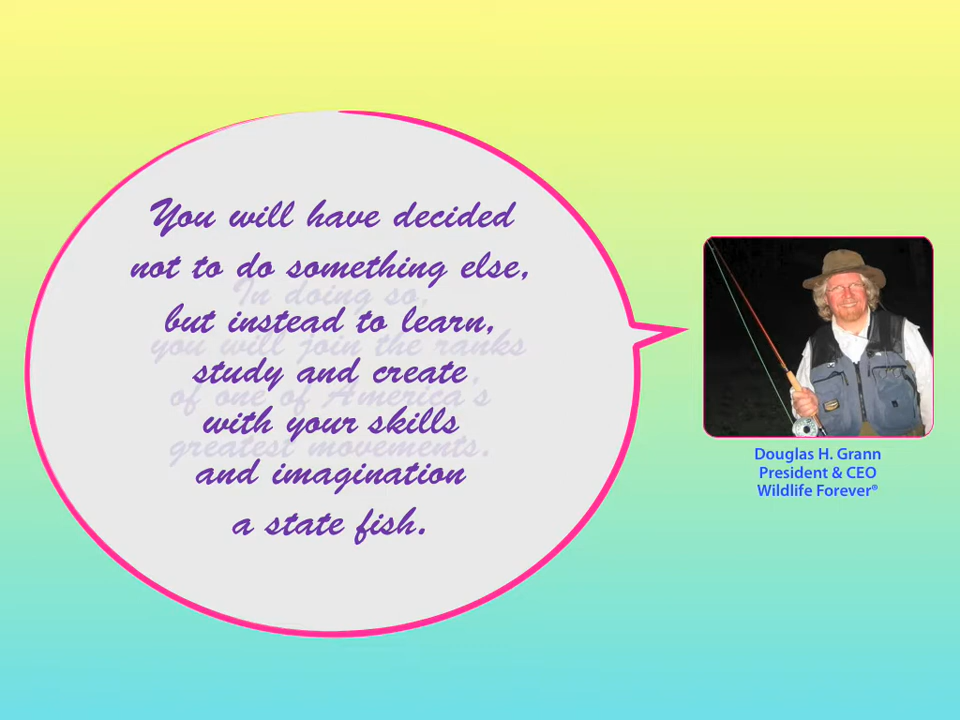 You will have decided
not to do something else,
but instead to learn,
study and create
with your skills
and imagination
a state fish.
In doing so,
you will join the ranks
of one of America's
greatest movements.
Douglas H. Grann
President & CEO
Wildlife Forever®